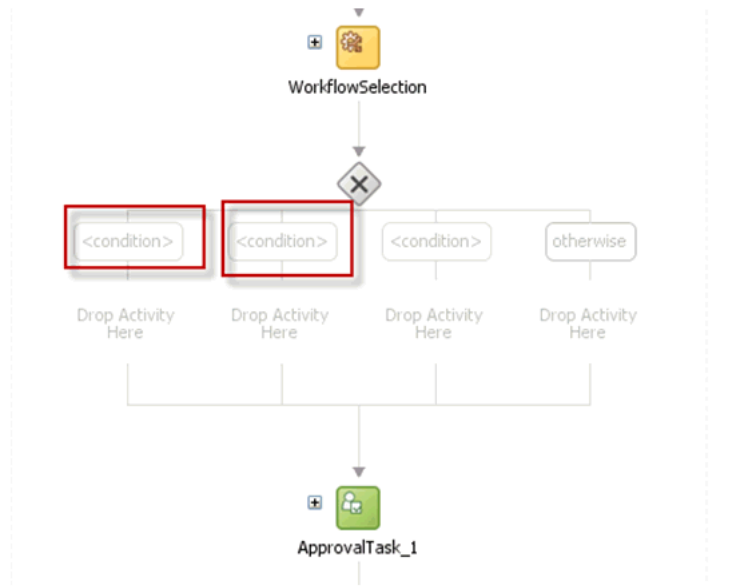 WorkflowSelection
<condition> <condition> <condition> otherwise
Drop Activity Drop Activity Drop Activity Drop Activity
Here Here Here Here
ApprovalTask_1